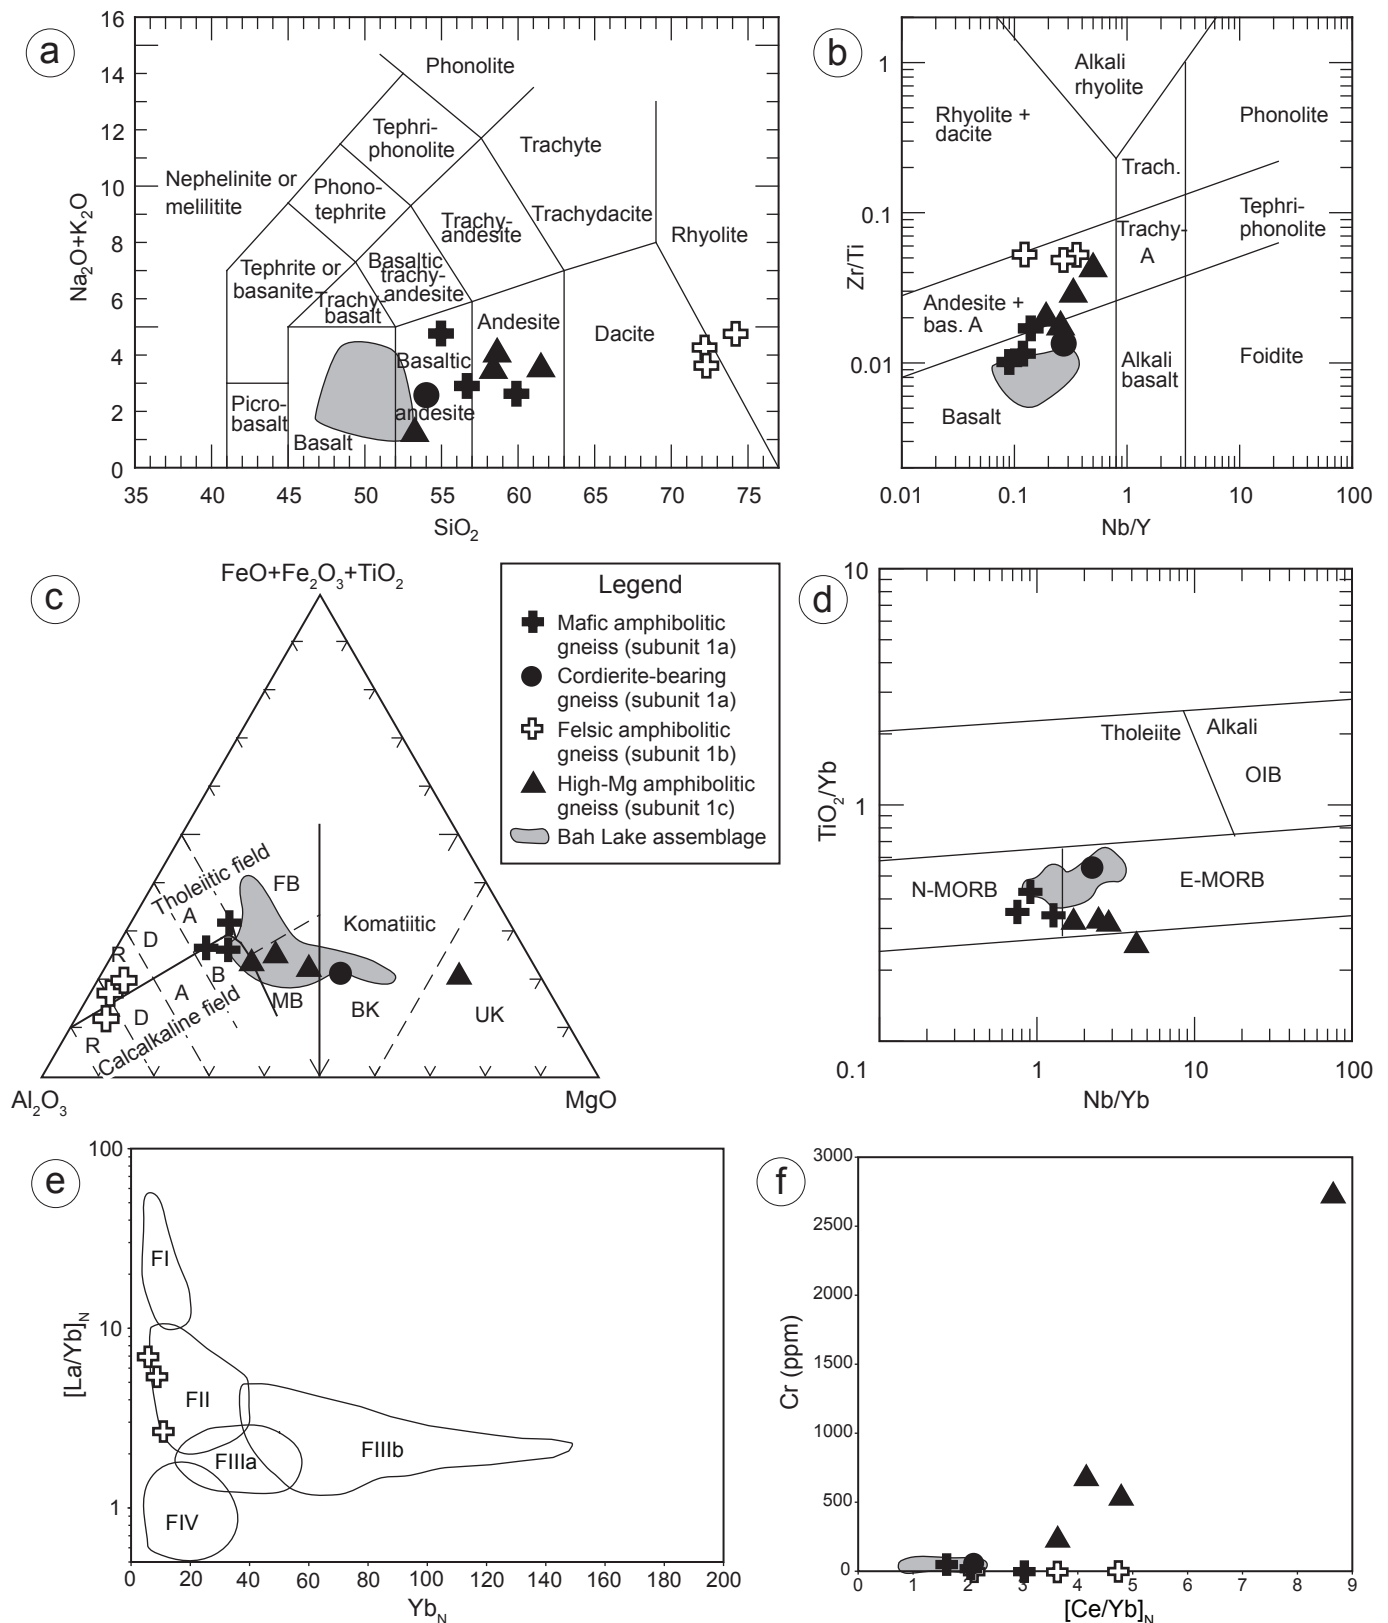 a
16
14
12
10
8
6
4
2
0
Na2O+K2O
35
40
45
50
55
60
65
70
75
SiO2
Phonolite
Tephri-
phonolite
Trachyte
Nephelinite or
melilitite
Phono-
tephrite
Trachy-
andesite
Trachydacite
Rhyolite
Tephrite or
basanite
Basaltic
trachy-
andesite
Trachy-
basalt
Andesite
Dacite
Basaltic
andesite
Picro-
basalt
Basalt
b
1
0.1
0.01
Zr/Ti
0.01
0.1
1
10
100
Nb/Y
Alkali
rhyolite
Rhyolite +
dacite
Phonolite
Trach.
Tephri-
phonolite
Trachy-
A
Andesite +
bas. A
Alkali
basalt
Foidite
Basalt
c
FeO+Fe2O3+TiO2
Al2O3
MgO
Tholeiitic field
Calcalkaline field
FB
Komatiitic
A
D
R
B
A
D
R
MB
BK
UK
Legend
Mafic amphibolitic
gneiss (subunit 1a)
Cordierite-bearing
gneiss (subunit 1a)
Felsic amphibolitic
gneiss (subunit 1b)
High-Mg amphibolitic
gneiss (subunit 1c)
Bah Lake assemblage
d
10
1
0.1
TiO2/Yb
1
10
100
Nb/Yb
Tholeiite
Alkali
OIB
N-MORB
E-MORB
e
100
10
1
[La/Yb]N
0
20
40
60
80
100
120
140
160
180
200
YbN
FI
FII
FIIIa
FIIIb
FIV
f
3000
2500
2000
1500
1000
500
0
Cr (ppm)
0
1
2
3
4
5
6
7
8
9
[Ce/Yb]N